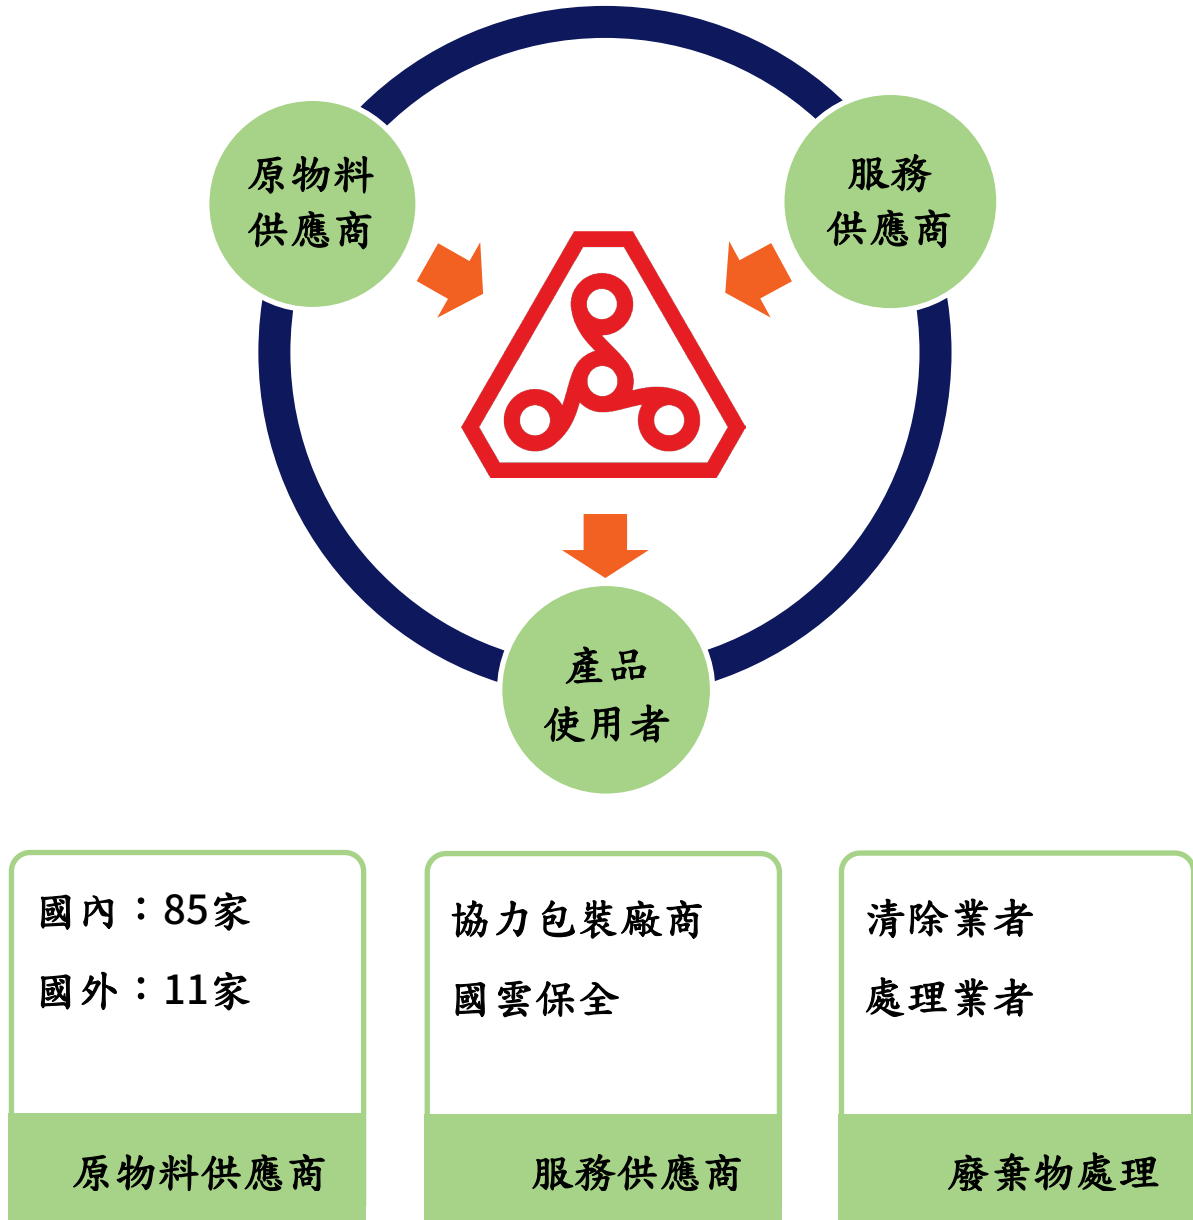 原物料
供應商
服務
供應商
產品
使用者
國內：85家
國外：11家
原物料供應商
協力包裝廠商
國雲保全
服務供應商
清除業者
處理業者
廢棄物處理